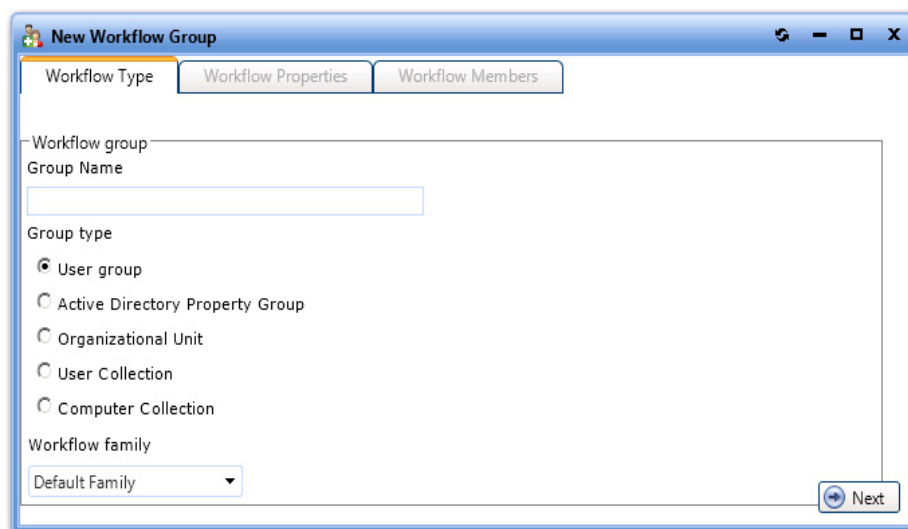 New Workflow Group
Workflow Type Workflow Properties Workflow Members
Workflow group
Group Name
Group type
User group
Active Directory Property Group
Organizational Unit
User Collection
Computer Collection
Workflow family
Default Family
Next